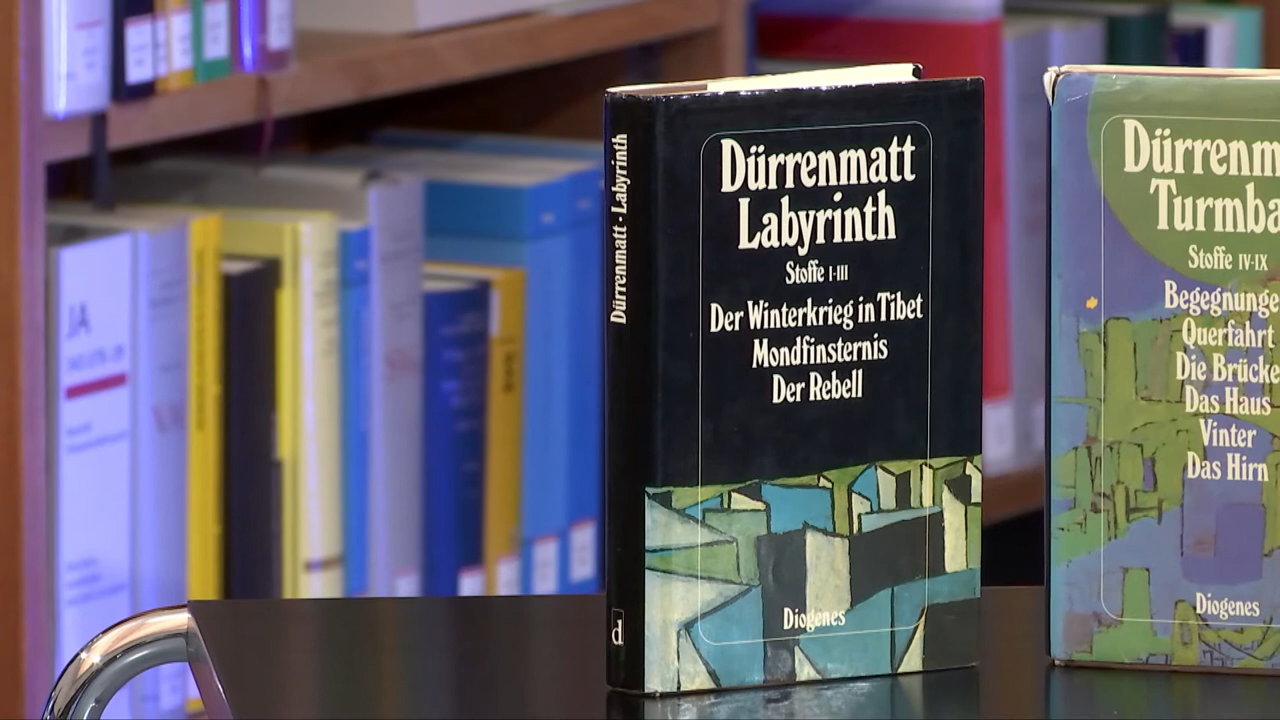 Dürrenmatt · Labyrinth
d
Dürrenmatt
Labyrinth
Stoffe I-III
Der Winterkrieg in Tibet
Mondfinsternis
Der Rebell
Diogenes
Dürrenm
Turmba
Stoffe IV-IX
Begegnunge
Querfahrt
Die Brücke
Das Haus
Vinter
Das Hirn
Diogenes
JA